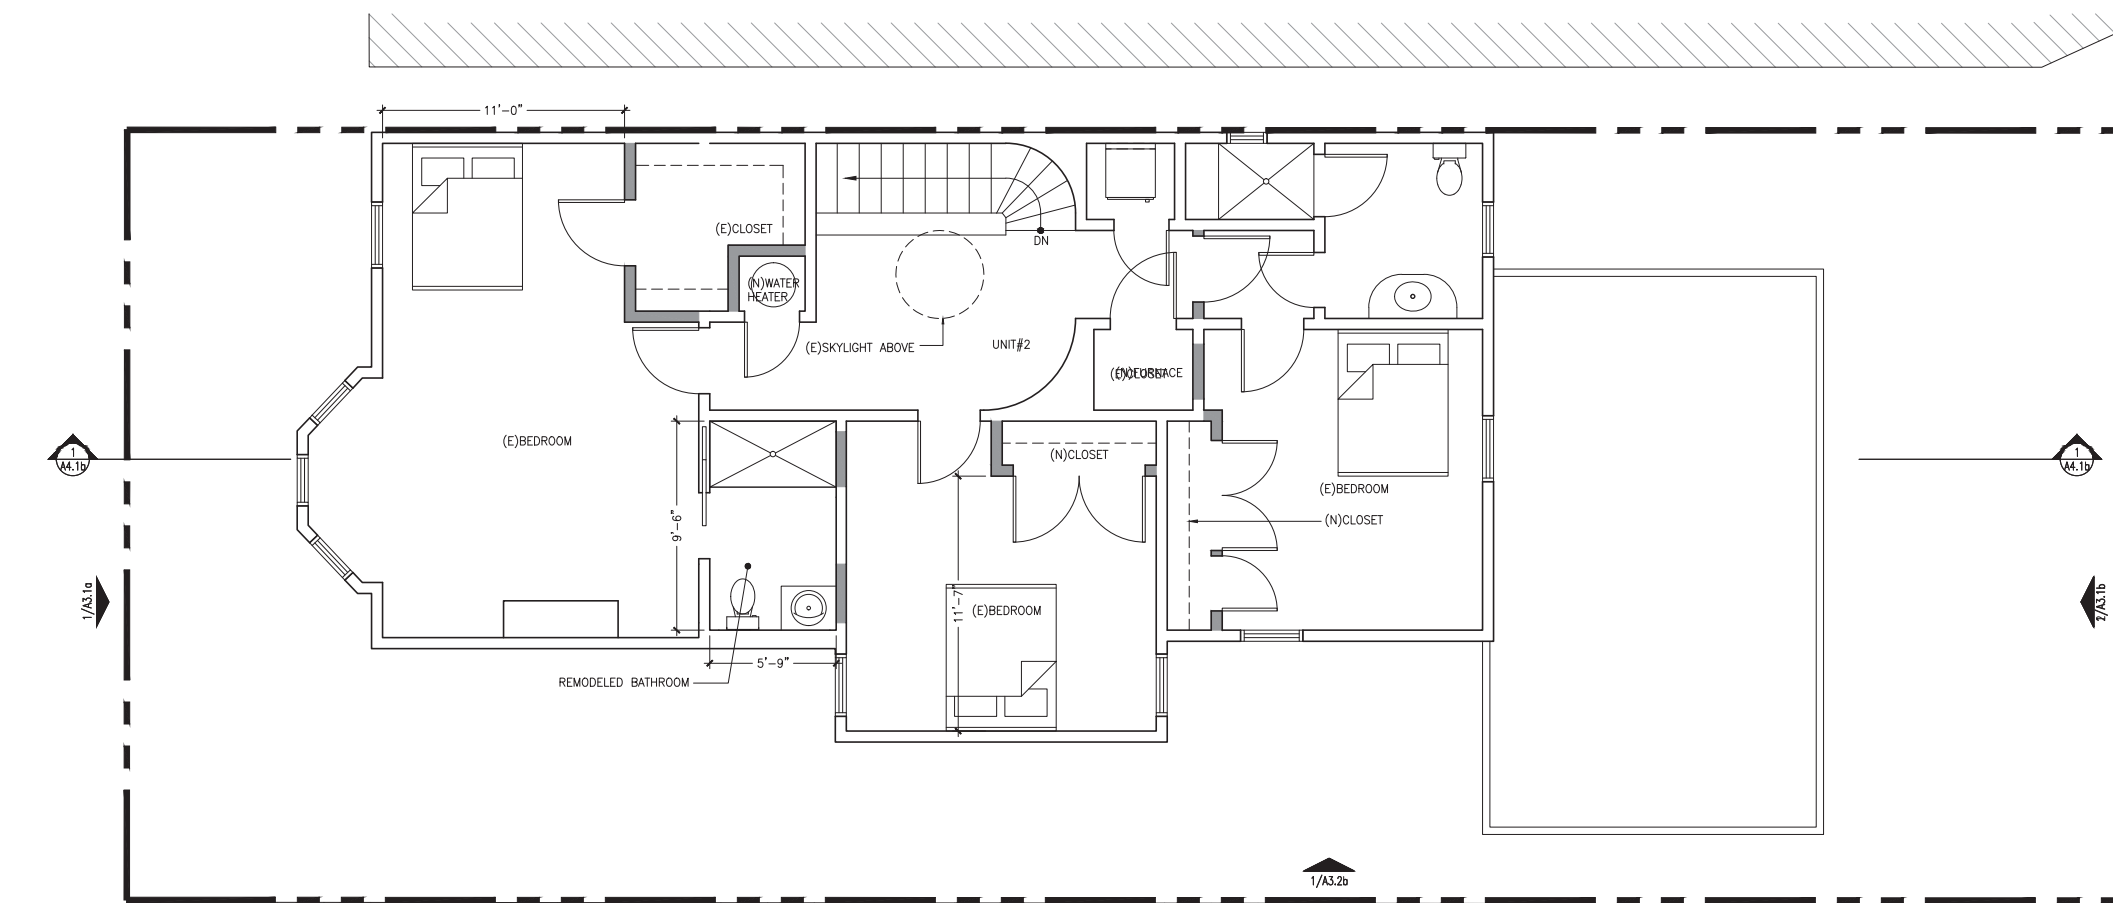 11'-0"
(E)CLOSET
DN
(N)WATER
HEATER
(E)SKYLIGHT ABOVE
UNIT#2
(E)CLOSET
(N)FURNACE
(E)BEDROOM
(N)CLOSET
1
A4.1b
1
A4.1b
(E)BEDROOM
(N)CLOSET
9'-6"
1/A3.1a
11'-7"
(E)BEDROOM
2/A3.1b
5'-9"
REMODELED BATHROOM
1/A3.2b